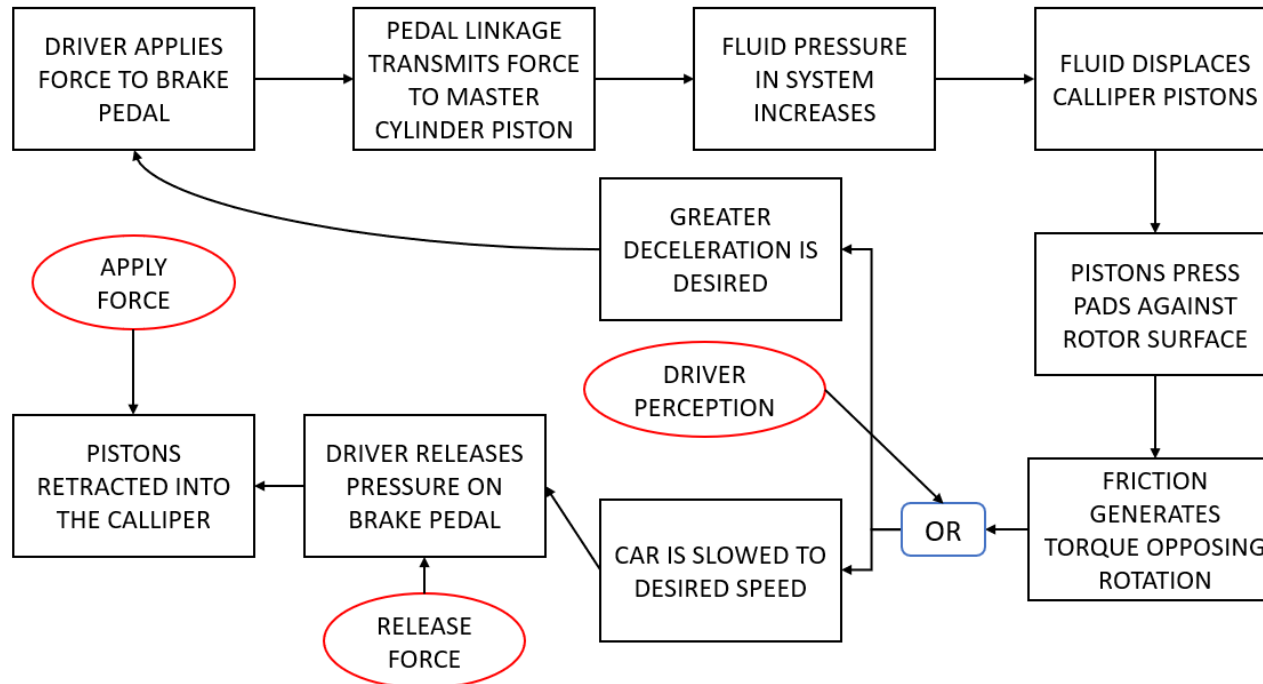 DRIVER APPLIES
FORCE TO BRAKE
PEDAL
PEDAL LINKAGE
TRANSMITS FORCE
TO MASTER
CYLINDER PISTON
FLUID PRESSURE
IN SYSTEM
INCREASES
FLUID DISPLACES
CALLIPER PISTONS
GREATER
DECELERATION IS
DESIRED
APPLY
FORCE
PISTONS PRESS
PADS AGAINST
ROTOR SURFACE
DRIVER
PERCEPTION
PISTONS
RETRACTED INTO
THE CALLIPER
DRIVER RELEASES
PRESSURE ON
BRAKE PEDAL
CAR IS SLOWED TO
DESIRED SPEED
OR
FRICTION
GENERATES
TORQUE OPPOSING
ROTATION
RELEASE
FORCE